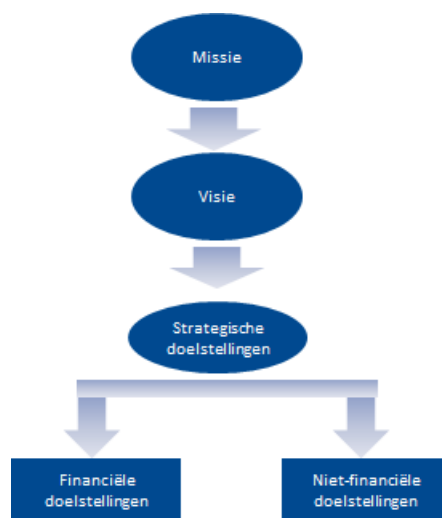 Missie
Visie
Strategische
doelstellingen
Financiële
doelstellingen
Niet-financiële
doelstellingen